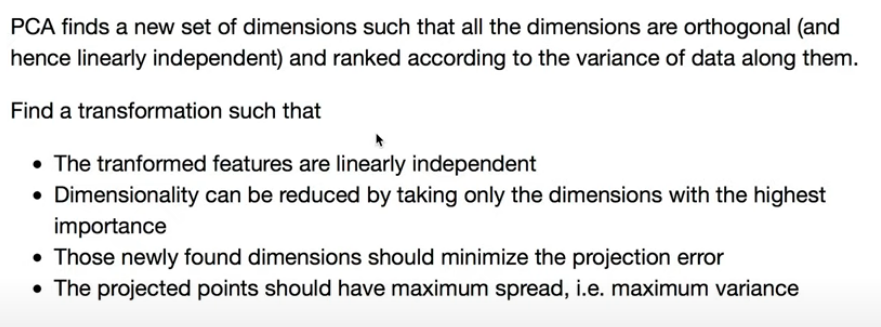 PCA finds a new set of dimensions such that all the dimensions are orthogonal (and
hence linearly independent) and ranked according to the variance of data along them.
Find a transformation such that
• The tranformed features are linearly independent
• Dimensionality can be reduced by taking only the dimensions with the highest
importance
• Those newly found dimensions should minimize the projection error
• The projected points should have maximum spread, i.e. maximum variance